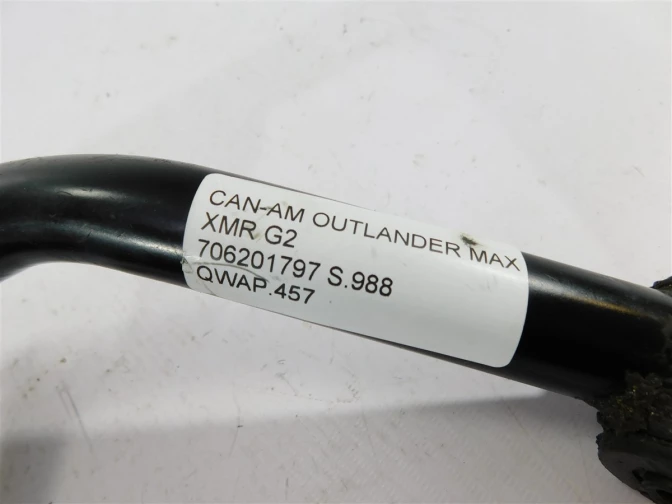 CAN-AM OUTLANDER MAX
XMR G2
706201797 S.988
QWAP.457